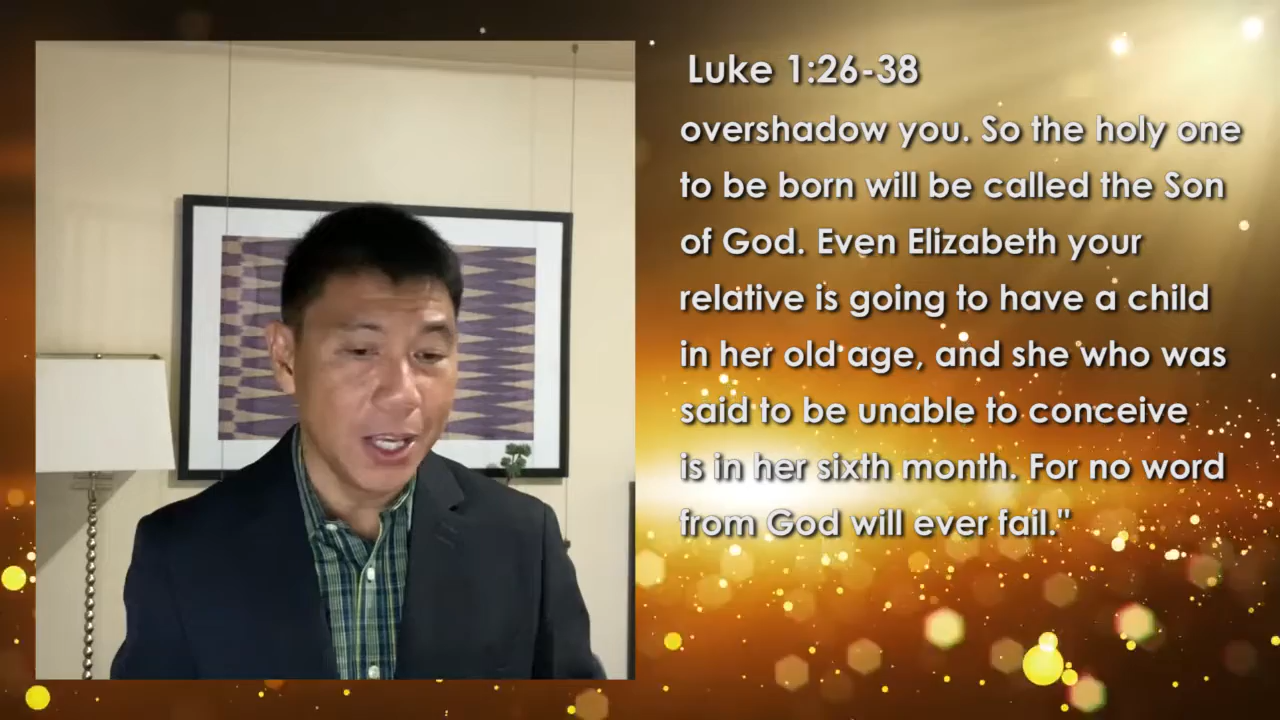 Luke 1:26-38
overshadow you. So the holy one
to be born will be called the Son
of God. Even Elizabeth your
relative is going to have a child
in her old age, and she who was
said to be unable to conceive
is in her sixth month. For no word
from God will ever fail."